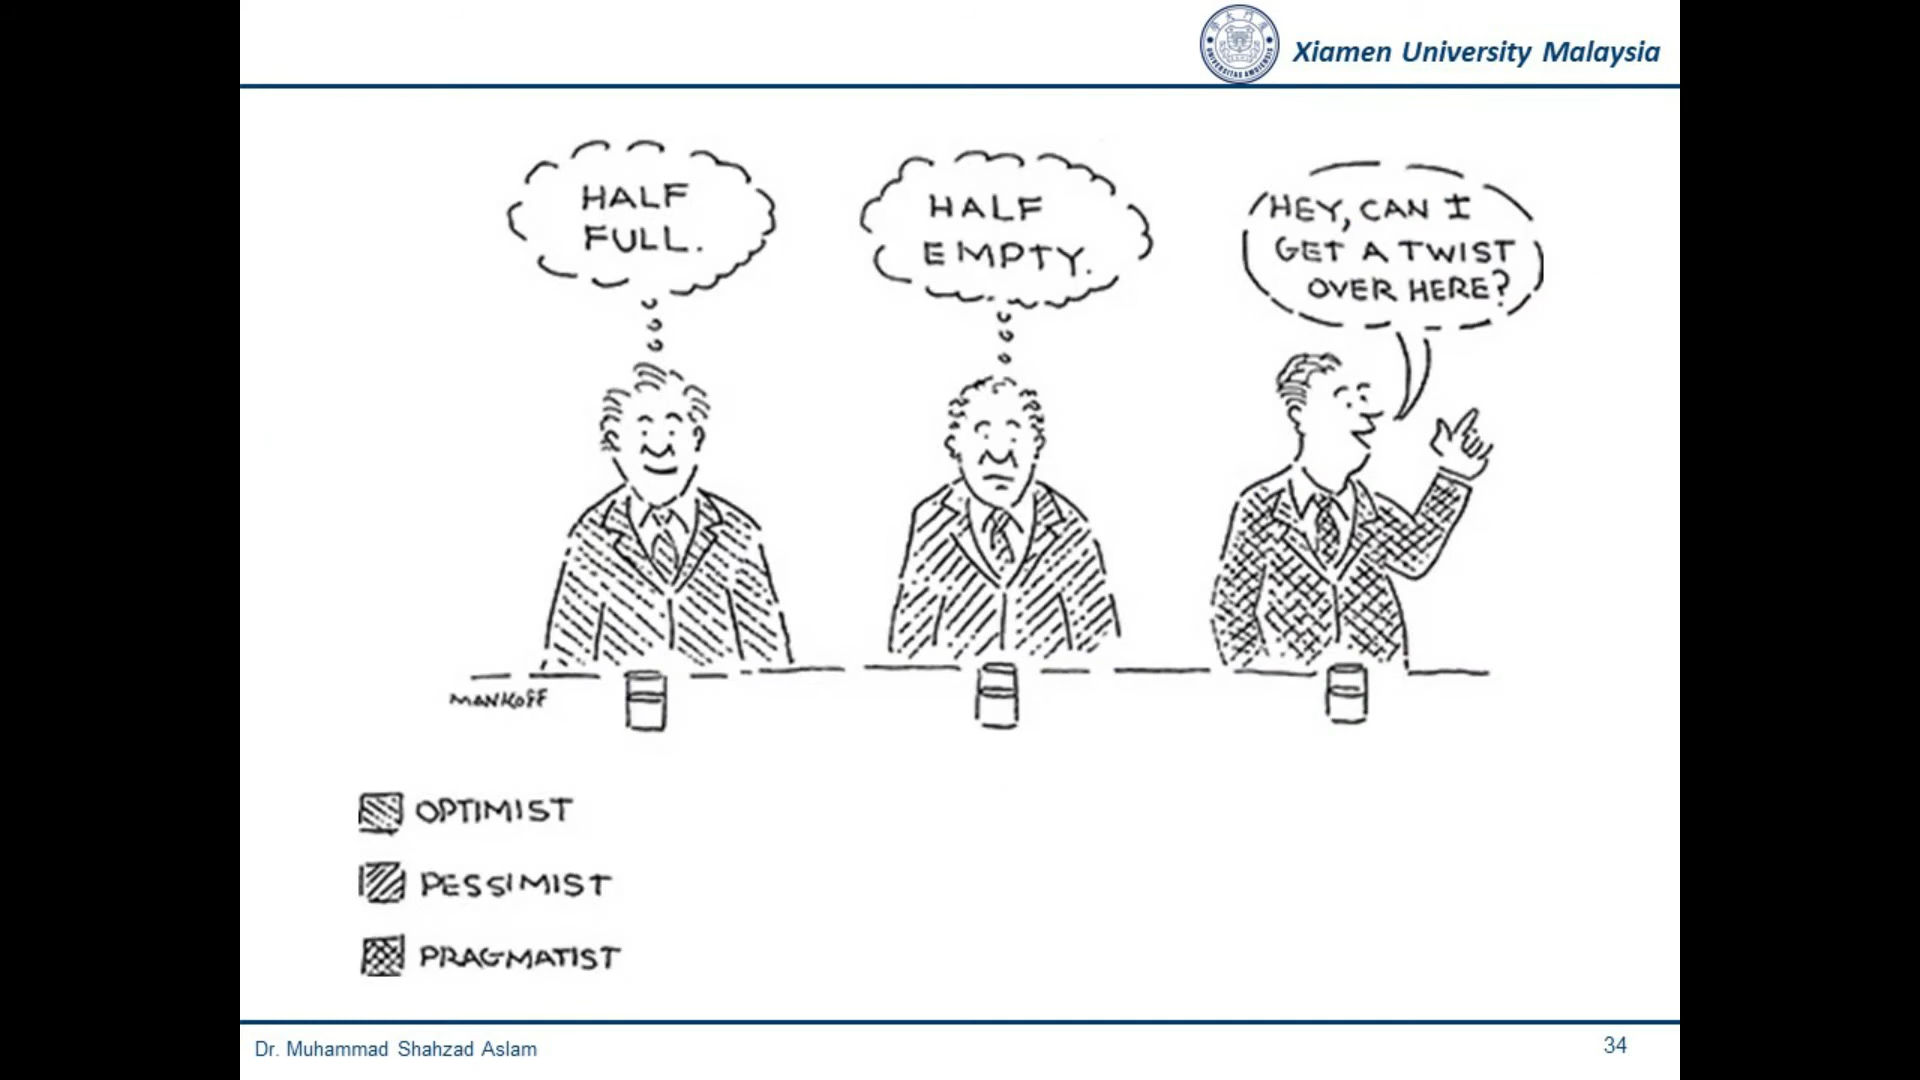 Xiamen University Malaysia
HALF
FULL.
HALF
EMPTY.
HEY, CAN I
GET A TWIST
OVER HERE?
MANKOFF
OPTIMIST
PESSIMIST
PRAGMATIST
Dr. Muhammad Shahzad Aslam
34